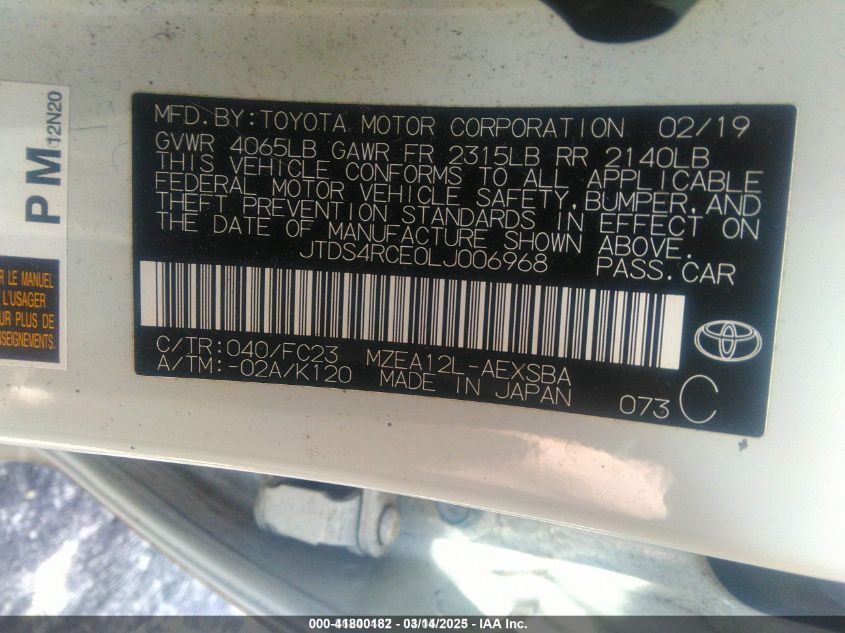 MFD. BY: TOYOTA MOTOR CORPORATION 02/19
GVWR 4065LB GAWR FR 2315LB RR 2140LB
THIS VEHICLE CONFORMS TO ALL APPLICABLE
FEDERAL MOTOR VEHICLE SAFETY, BUMPER, AND
THEFT PREVENTION STANDARDS IN EFFECT ON
THE DATE OF MANUFACTURE SHOWN ABOVE.
JTDS4RCE0LJ006968 PASS. CAR
C/TR: 040/FC23 MZEA12L-AEXSBA
A/TM: -02A/K120 MADE IN JAPAN
073 C
PM 12N20
R LE MANUEL
L'USAGER
UR PLUS DE
NSEIGNEMENTS.
000-41800182 - 03/14/2025 - IAA Inc.